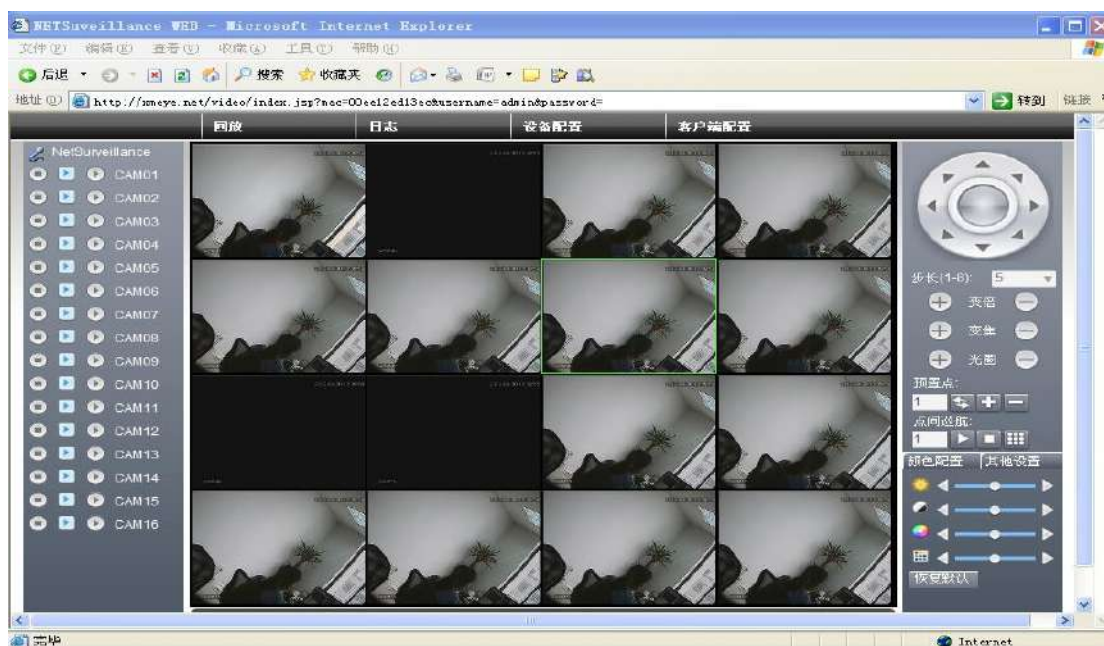 NETSuveillance WEB - Microsoft Internet Explorer
文件(F) 编辑(E) 查看(V) 收藏(A) 工具(T) 帮助(H)
后退 搜索 收藏夹
地址(D) http://xmeye.net/video/index.jsp?mac=00ee12ed13ec&username=admin&password= 转到 链接
回放 日志 设备配置 客户端配置
NetSurveillance
CAM01
CAM02
CAM03
CAM04
CAM05
CAM06
CAM07
CAM08
CAM09
CAM10
CAM11
CAM12
CAM13
CAM14
CAM15
CAM16
步长(1-8): 5
变倍
变焦
光圈
预置点:
1
点间巡航:
1
颜色配置 其他设置
恢复默认
完毕 Internet